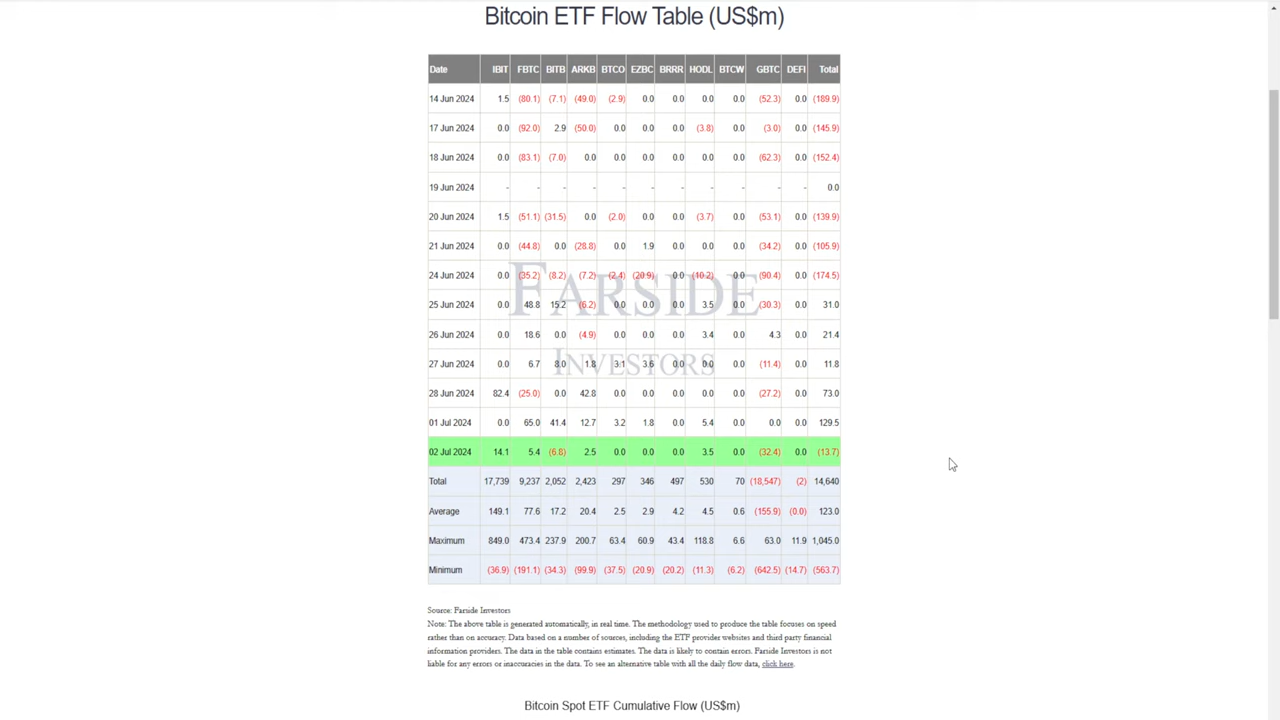 Bitcoin ETF Flow Table (US$m)
Date IBIT FBTC BITB ARKB BTCO EZBC BRRR HODL BTCW GBTC DEFI Total
14 Jun 2024 1.5 (80.1) (7.1) (49.0) (2.9) 0.0 0.0 0.0 0.0 (52.3) 0.0 (189.9)
17 Jun 2024 0.0 (92.0) 2.9 (50.0) 0.0 0.0 0.0 (3.8) 0.0 (3.0) 0.0 (145.9)
18 Jun 2024 0.0 (83.1) (7.0) 0.0 0.0 0.0 0.0 0.0 0.0 (62.3) 0.0 (152.4)
19 Jun 2024 - - - - - - - - - - - 0.0
20 Jun 2024 1.5 (51.1) (31.5) 0.0 (2.0) 0.0 0.0 (3.7) 0.0 (53.1) 0.0 (139.9)
21 Jun 2024 0.0 (44.8) 0.0 (28.8) 0.0 1.9 0.0 0.0 0.0 (34.2) 0.0 (105.9)
24 Jun 2024 0.0 (35.2) (8.2) (7.2) (2.4) (20.9) 0.0 (10.2) 0.0 (90.4) 0.0 (174.5)
FARSIDE
25 Jun 2024 0.0 48.8 15.2 (6.2) 0.0 0.0 0.0 3.5 0.0 (30.3) 0.0 31.0
26 Jun 2024 0.0 18.6 0.0 (4.9) 0.0 0.0 0.0 3.4 0.0 4.3 0.0 21.4
27 Jun 2024 0.0 6.7 8.0 1.8 3.1 3.6 0.0 0.0 0.0 (11.4) 0.0 11.8
INVESTORS
28 Jun 2024 82.4 (25.0) 0.0 42.8 0.0 0.0 0.0 0.0 0.0 (27.2) 0.0 73.0
01 Jul 2024 0.0 65.0 41.4 12.7 3.2 1.8 0.0 5.4 0.0 0.0 0.0 129.5
02 Jul 2024 14.1 5.4 (6.8) 2.5 0.0 0.0 0.0 3.5 0.0 (32.4) 0.0 (13.7)
Total 17,739 9,237 2,052 2,423 297 346 497 530 70 (18,547) (2) 14,640
Average 149.1 77.6 17.2 20.4 2.5 2.9 4.2 4.5 0.6 (155.9) (0.0) 123.0
Maximum 849.0 473.4 237.9 200.7 63.4 60.9 43.4 118.8 6.6 63.0 11.9 1,045.0
Minimum (36.9) (191.1) (34.3) (99.9) (37.5) (20.9) (20.2) (11.3) (6.2) (642.5) (14.7) (563.7)
Source: Farside Investors
Note: The above table is generated automatically, in real time. The methodology used to produce the table focuses on speed
rather than on accuracy. Data based on a number of sources, including the ETF provider websites and third party financial
information providers. The data in the table contains estimates. The data is likely to contain errors. Farside Investors is not
liable for any errors or inaccuracies in the data. To see an alternative table with all the daily flow data, click here.
Bitcoin Spot ETF Cumulative Flow (US$m)